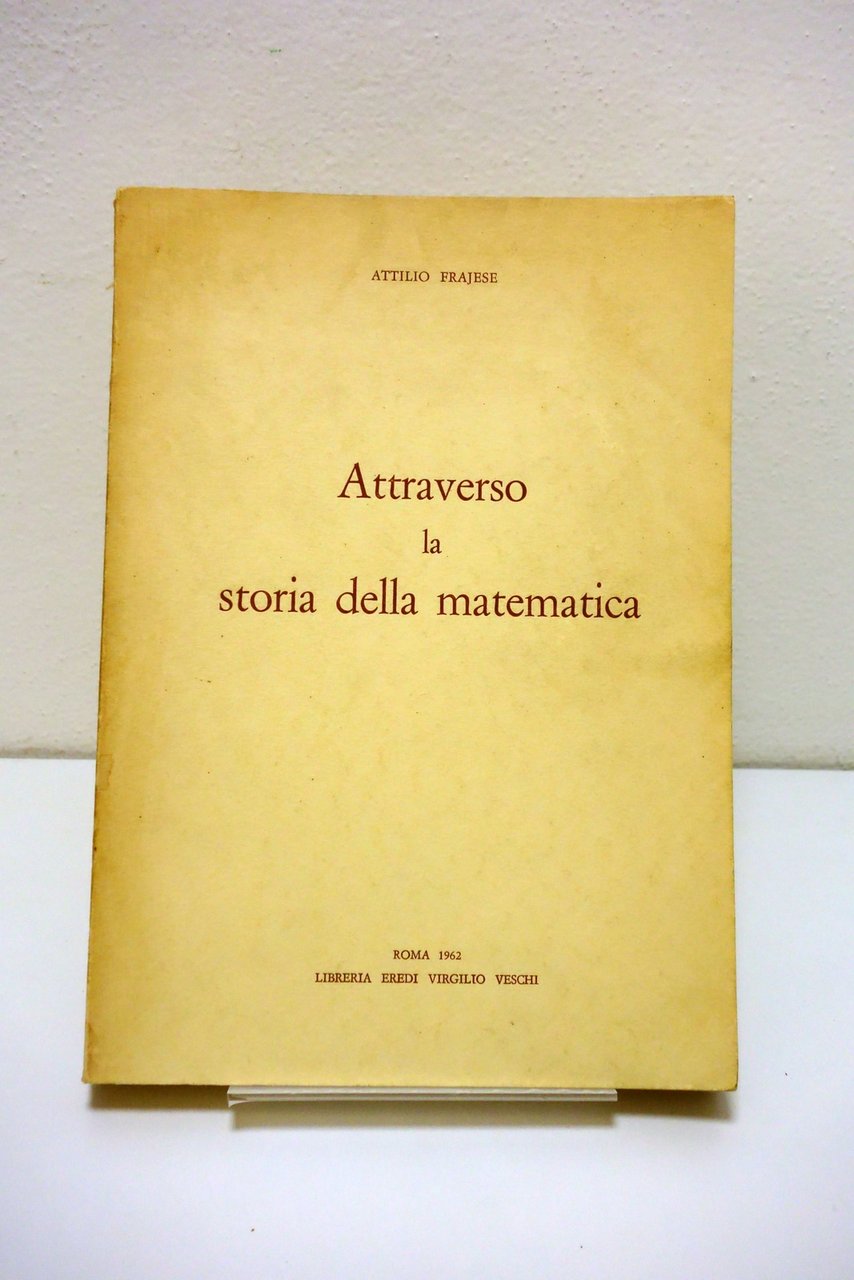 ATTILIO FRAJESE
Attraverso
la
storia della matematica
ROMA 1962
LIBRERIA EREDI VIRGILIO VESCHI